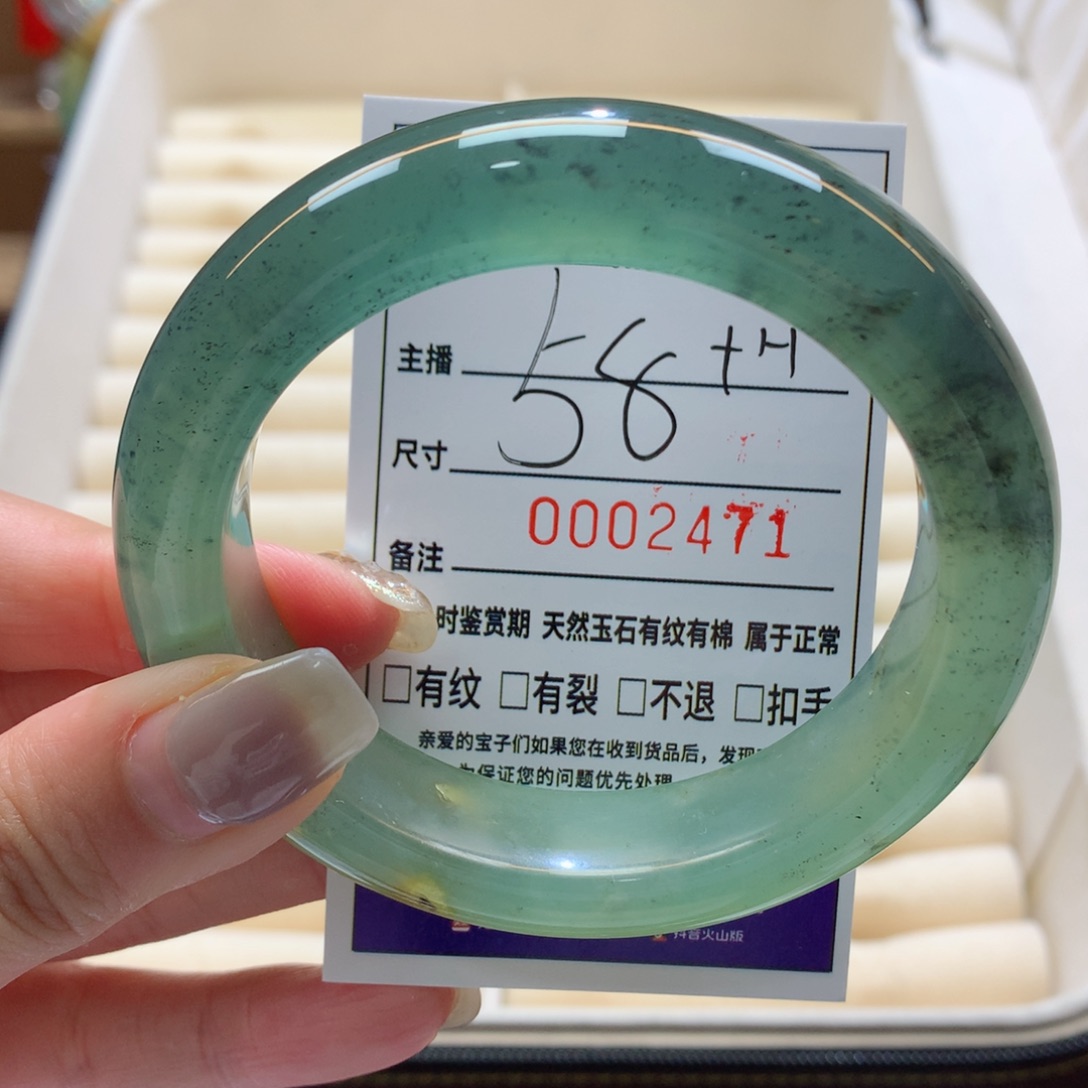 主播 58+H
尺寸
0002471
备注
时鉴赏期 天然玉石有纹有棉 属于正常
□有纹 □有裂 □不退 □扣手
亲爱的宝子们如果您在收到货品后，发现
为保证您的问题优先处理
抖音火山版